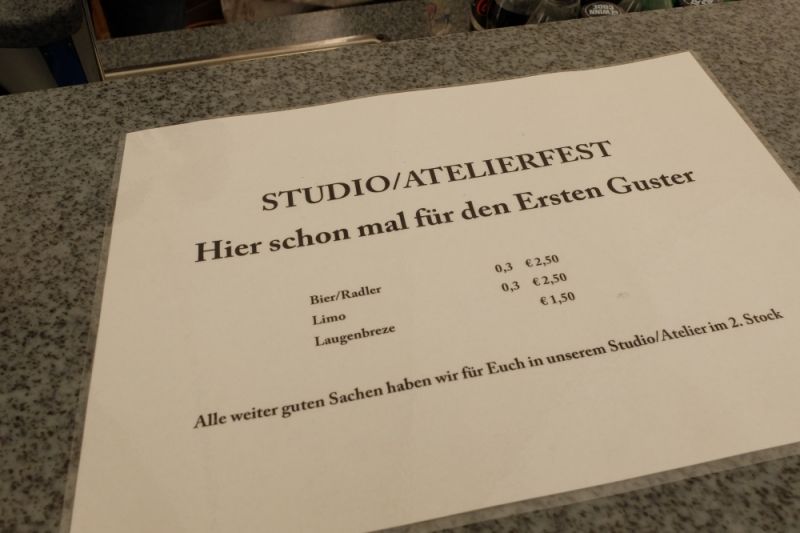 GEWINN
CODE
STUDIO/ATELIERFEST
Hier schon mal für den Ersten Guster
Bier/Radler 0,3 € 2,50
Limo 0,3 € 2,50
Laugenbreze € 1,50
Alle weiter guten Sachen haben wir für Euch in unserem Studio/Atelier im 2. Stock